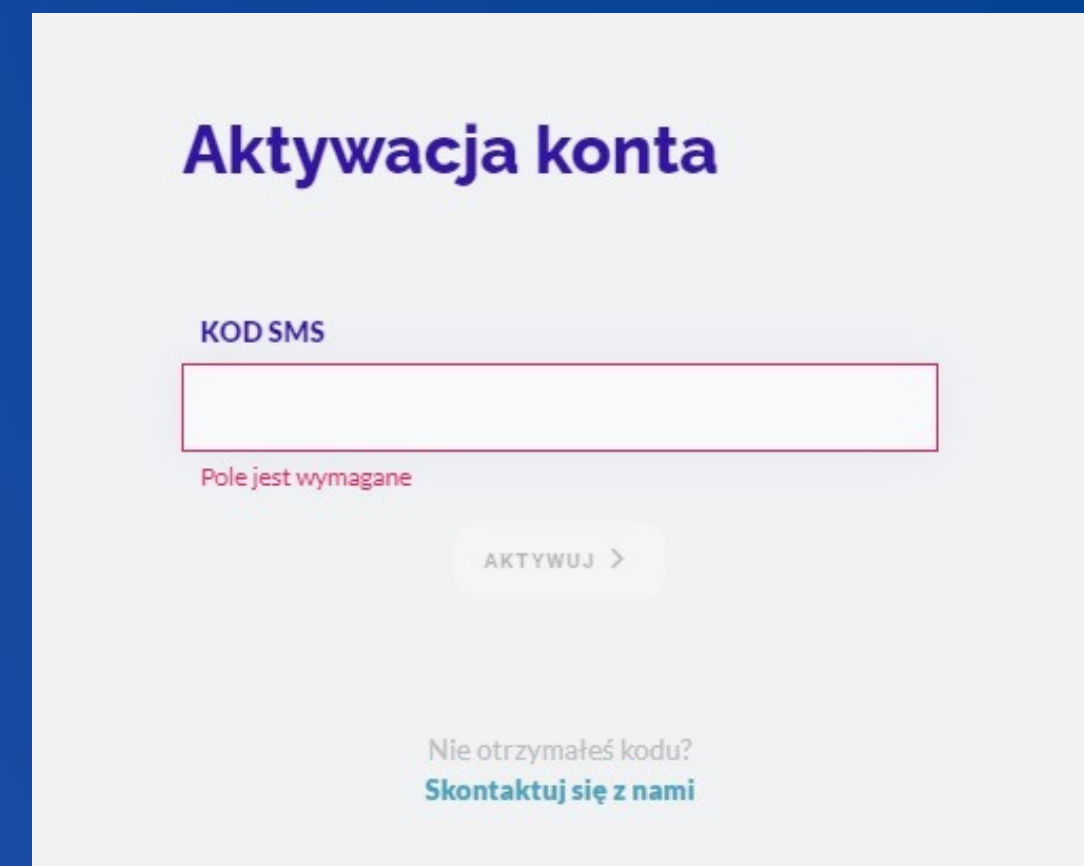 Aktywacja konta
KOD SMS
Pole jest wymagane
AKTYWUJ
Nie otrzymałeś kodu?
Skontaktuj się z nami